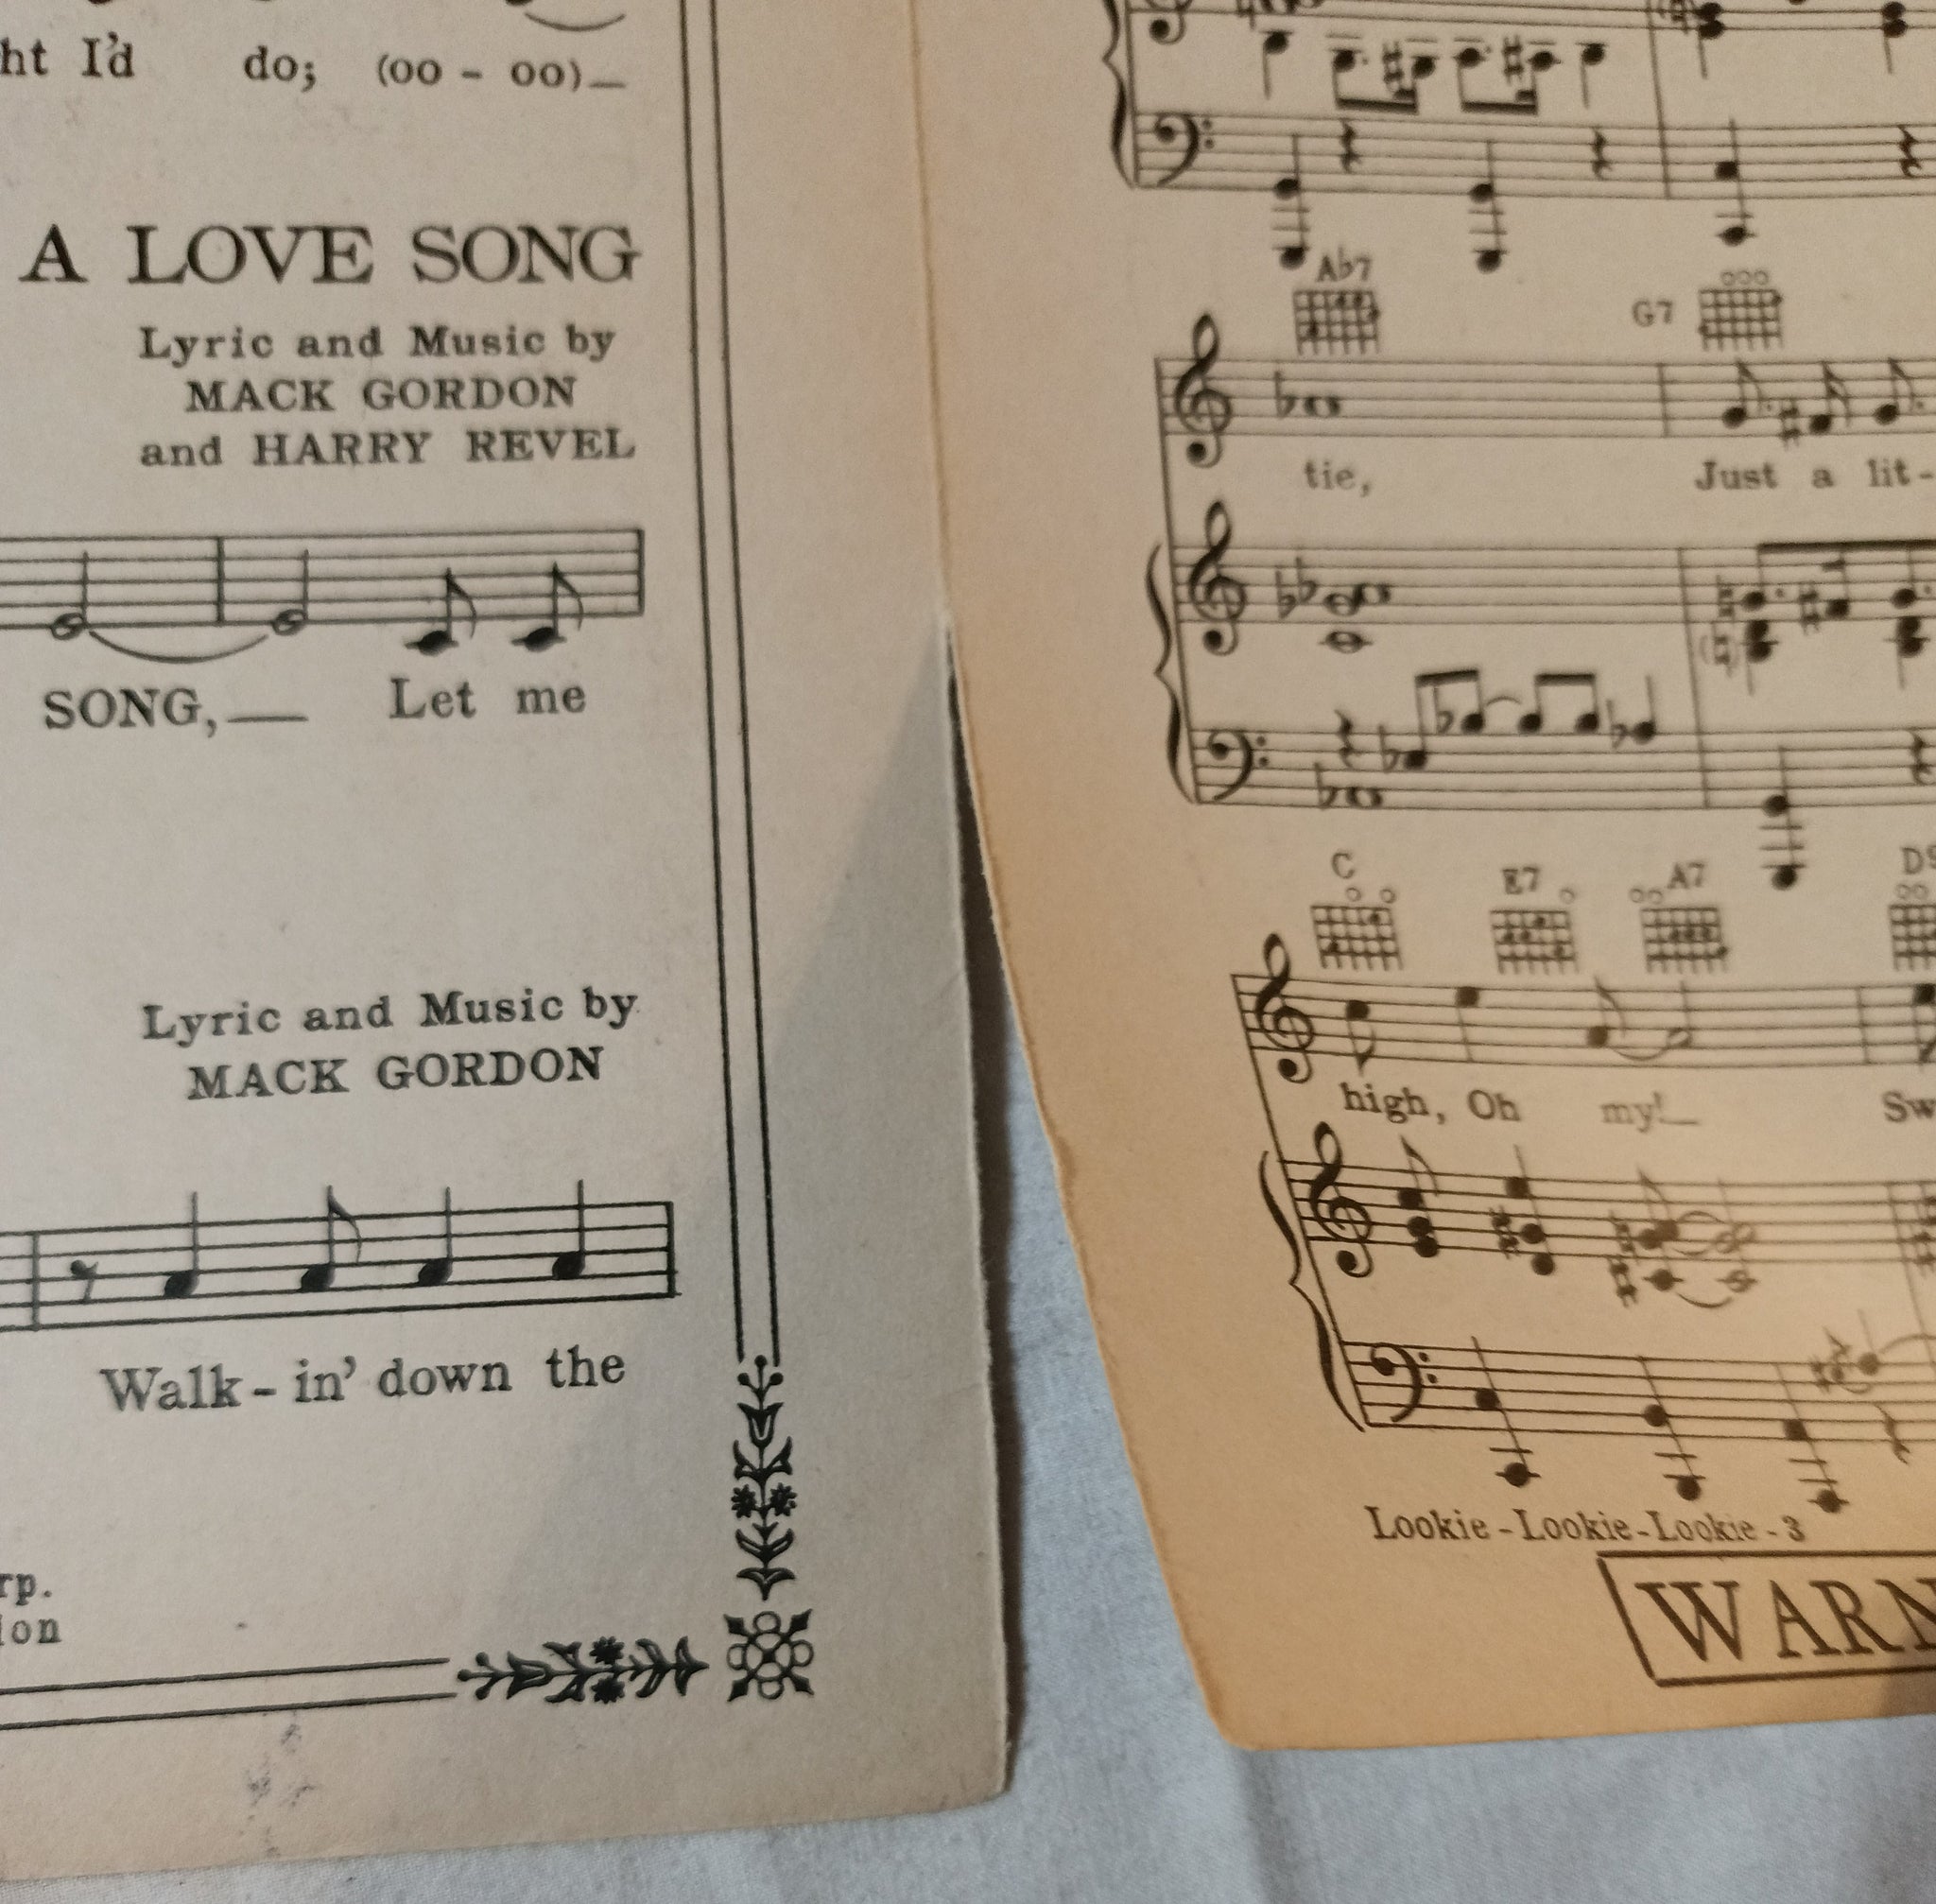 ht I'd do; (oo - oo)
A LOVE SONG
Lyric and Music by
MACK GORDON
and HARRY REVEL
SONG, Let me
Lyric and Music by
MACK GORDON
Walk - in' down the
rp.
ion
Ab7 G7
tie, Just a lit-
C E7 A7 D9
high, Oh my! Sw
Lookie - Lookie - Lookie - 3
WARN